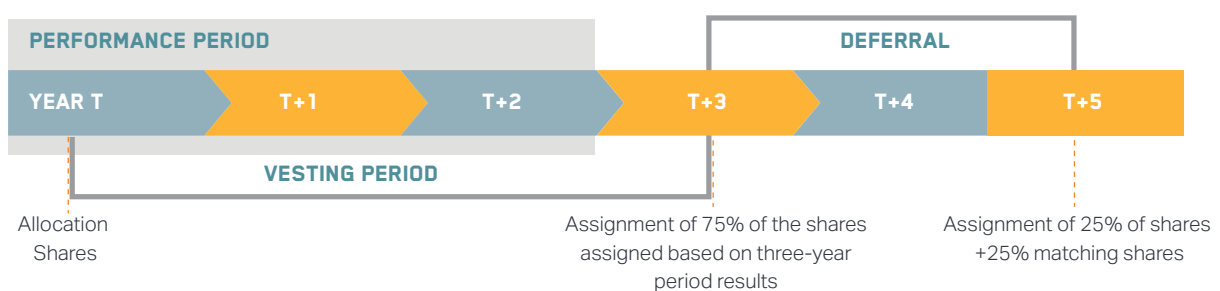 PERFORMANCE PERIOD
DEFERRAL
YEAR T
T+1
T+2
T+3
T+4
T+5
VESTING PERIOD
Allocation
Shares
Assignment of 75% of the shares
assigned based on three-year
period results
Assignment of 25% of shares
+25% matching shares